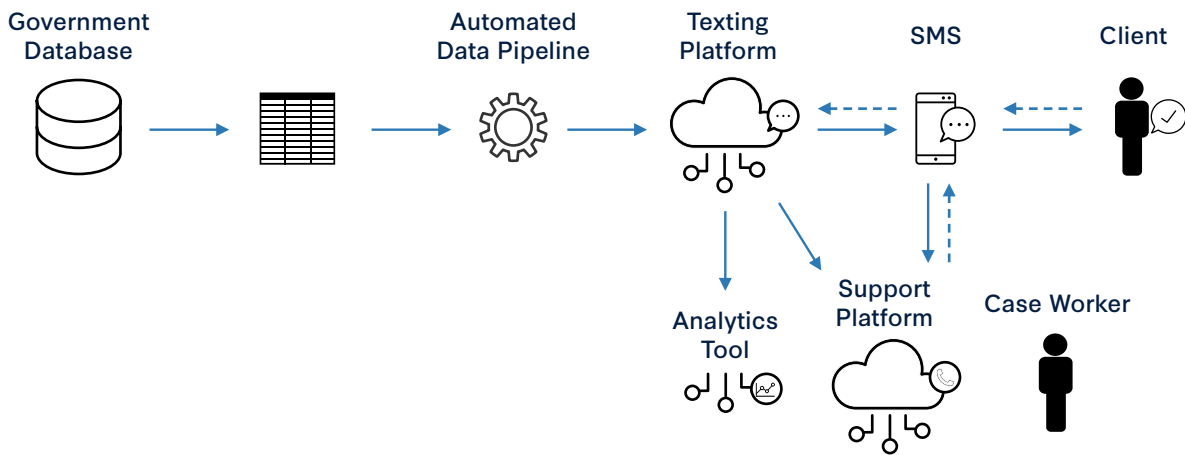 Government
Database
Automated
Data Pipeline
Texting
Platform
SMS
Client
Analytics
Tool
Support
Platform
Case Worker